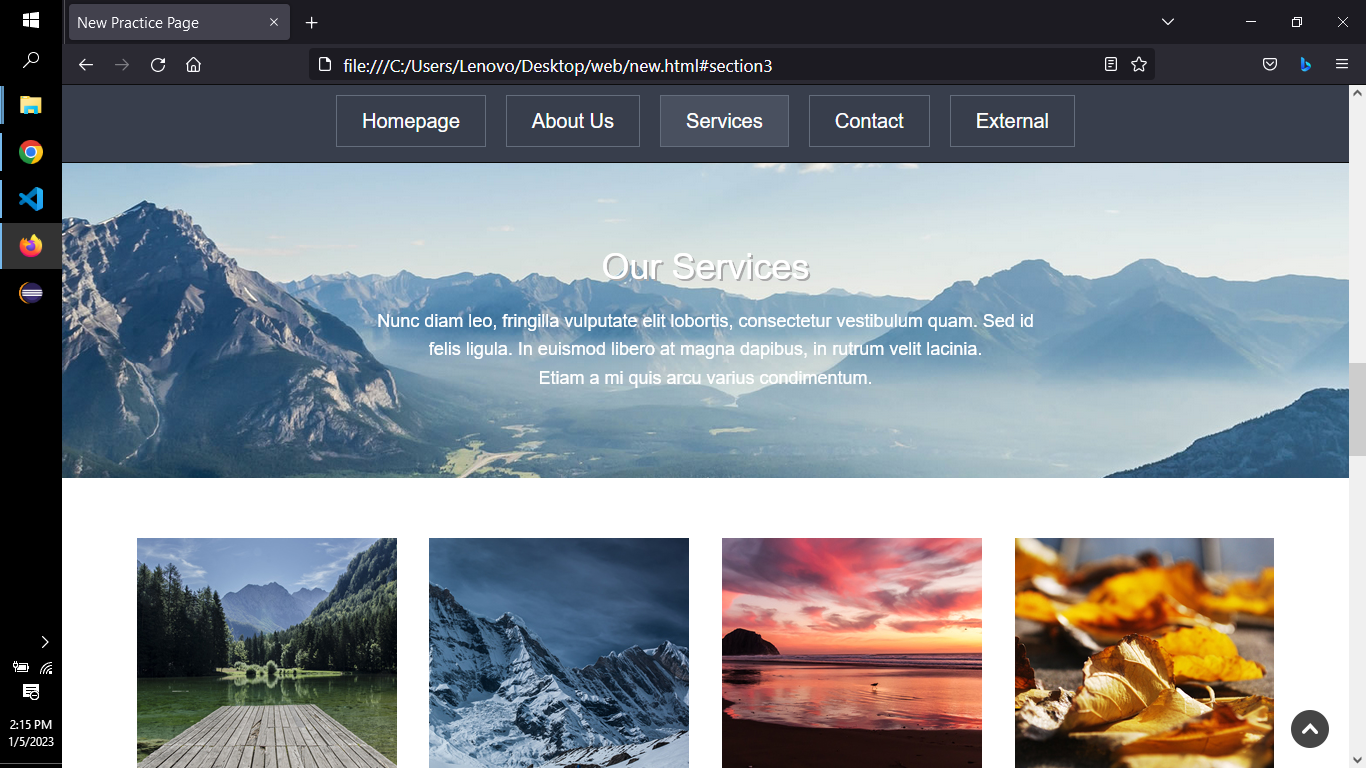 New Practice Page
file:///C:/Users/Lenovo/Desktop/web/new.html#section3
Homepage
About Us
Services
Contact
External
Our Services
Nunc diam leo, fringilla vulputate elit lobortis, consectetur vestibulum quam. Sed id
felis ligula. In euismod libero at magna dapibus, in rutrum velit lacinia.
Etiam a mi quis arcu varius condimentum.
2:15 PM
1/5/2023